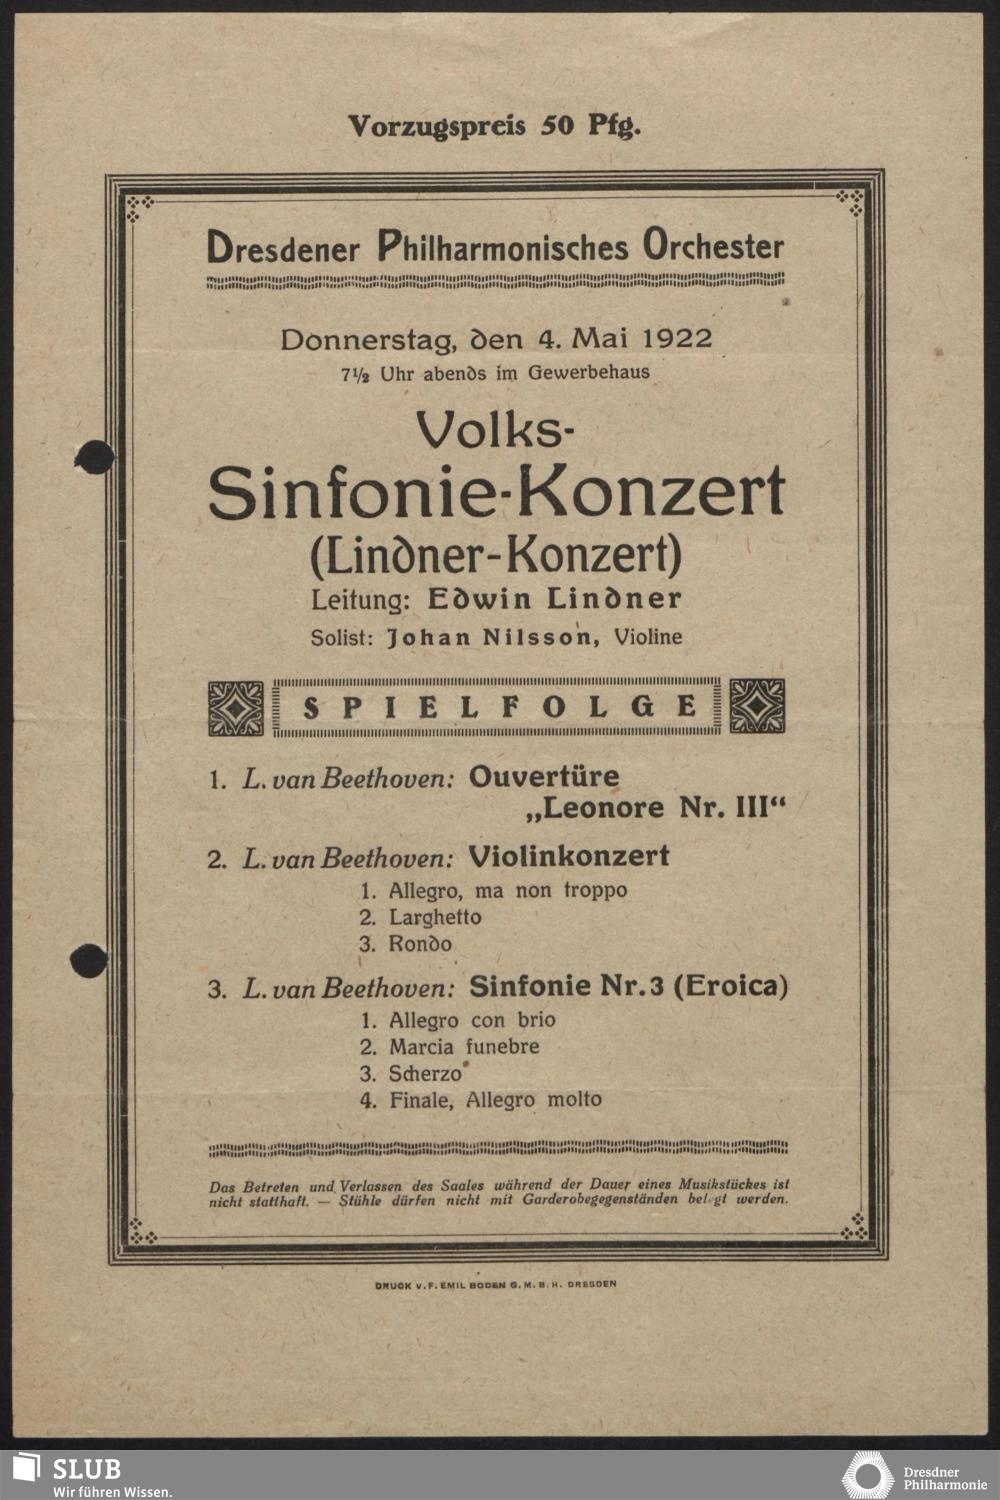 Vorzugspreis 50 Pfg.
Dresdener Philharmonisches Orchester
Donnerstag, den 4. Mai 1922
7½ Uhr abends im Gewerbehaus
Volks-
Sinfonie-Konzert
(Lindner-Konzert)
Leitung: Edwin Lindner
Solist: Johan Nilsson, Violine
SPIELFOLGE
1. L. van Beethoven: Ouvertüre
„Leonore Nr. III“
2. L. van Beethoven: Violinkonzert
1. Allegro, ma non troppo
2. Larghetto
3. Rondo
3. L. van Beethoven: Sinfonie Nr. 3 (Eroica)
1. Allegro con brio
2. Marcia funebre
3. Scherzo
4. Finale, Allegro molto
Das Betreten und Verlassen des Saales während der Dauer eines Musikstückes ist
nicht statthaft. — Stühle dürfen nicht mit Garderobegegenständen belegt werden.
DRUCK v. F. EMIL BODEN G. M. B. H. DRESDEN
SLUB
Wir führen Wissen.
Dresdner
Philharmonie